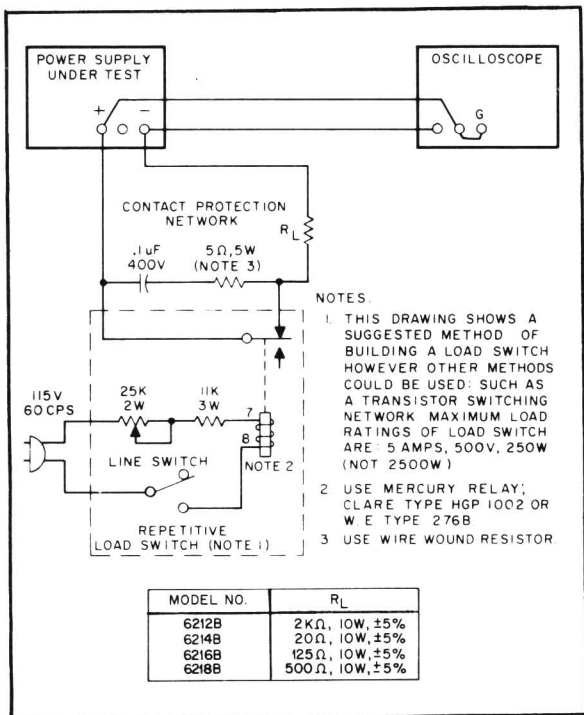 POWER SUPPLY
UNDER TEST
+
-
OSCILLOSCOPE
G
CONTACT PROTECTION
NETWORK
RL
.1uF
400V
5Ω,5W
(NOTE 3)
115V
60 CPS
25K
2W
11K
3W
7
8
NOTE 2
LINE SWITCH
REPETITIVE
LOAD SWITCH (NOTE 1)
NOTES.
1. THIS DRAWING SHOWS A
SUGGESTED METHOD OF
BUILDING A LOAD SWITCH
HOWEVER OTHER METHODS
COULD BE USED: SUCH AS
A TRANSISTOR SWITCHING
NETWORK MAXIMUM LOAD
RATINGS OF LOAD SWITCH
ARE: 5 AMPS, 500V, 250W
(NOT 2500W)
2 USE MERCURY RELAY;
CLARE TYPE HGP 1002 OR
W.E TYPE 276B
3 USE WIRE WOUND RESISTOR
MODEL NO. RL
6212B 2KΩ, 10W, ±5%
6214B 20Ω, 10W, ±5%
6216B 125Ω, 10W, ±5%
6218B 500Ω, 10W, ±5%